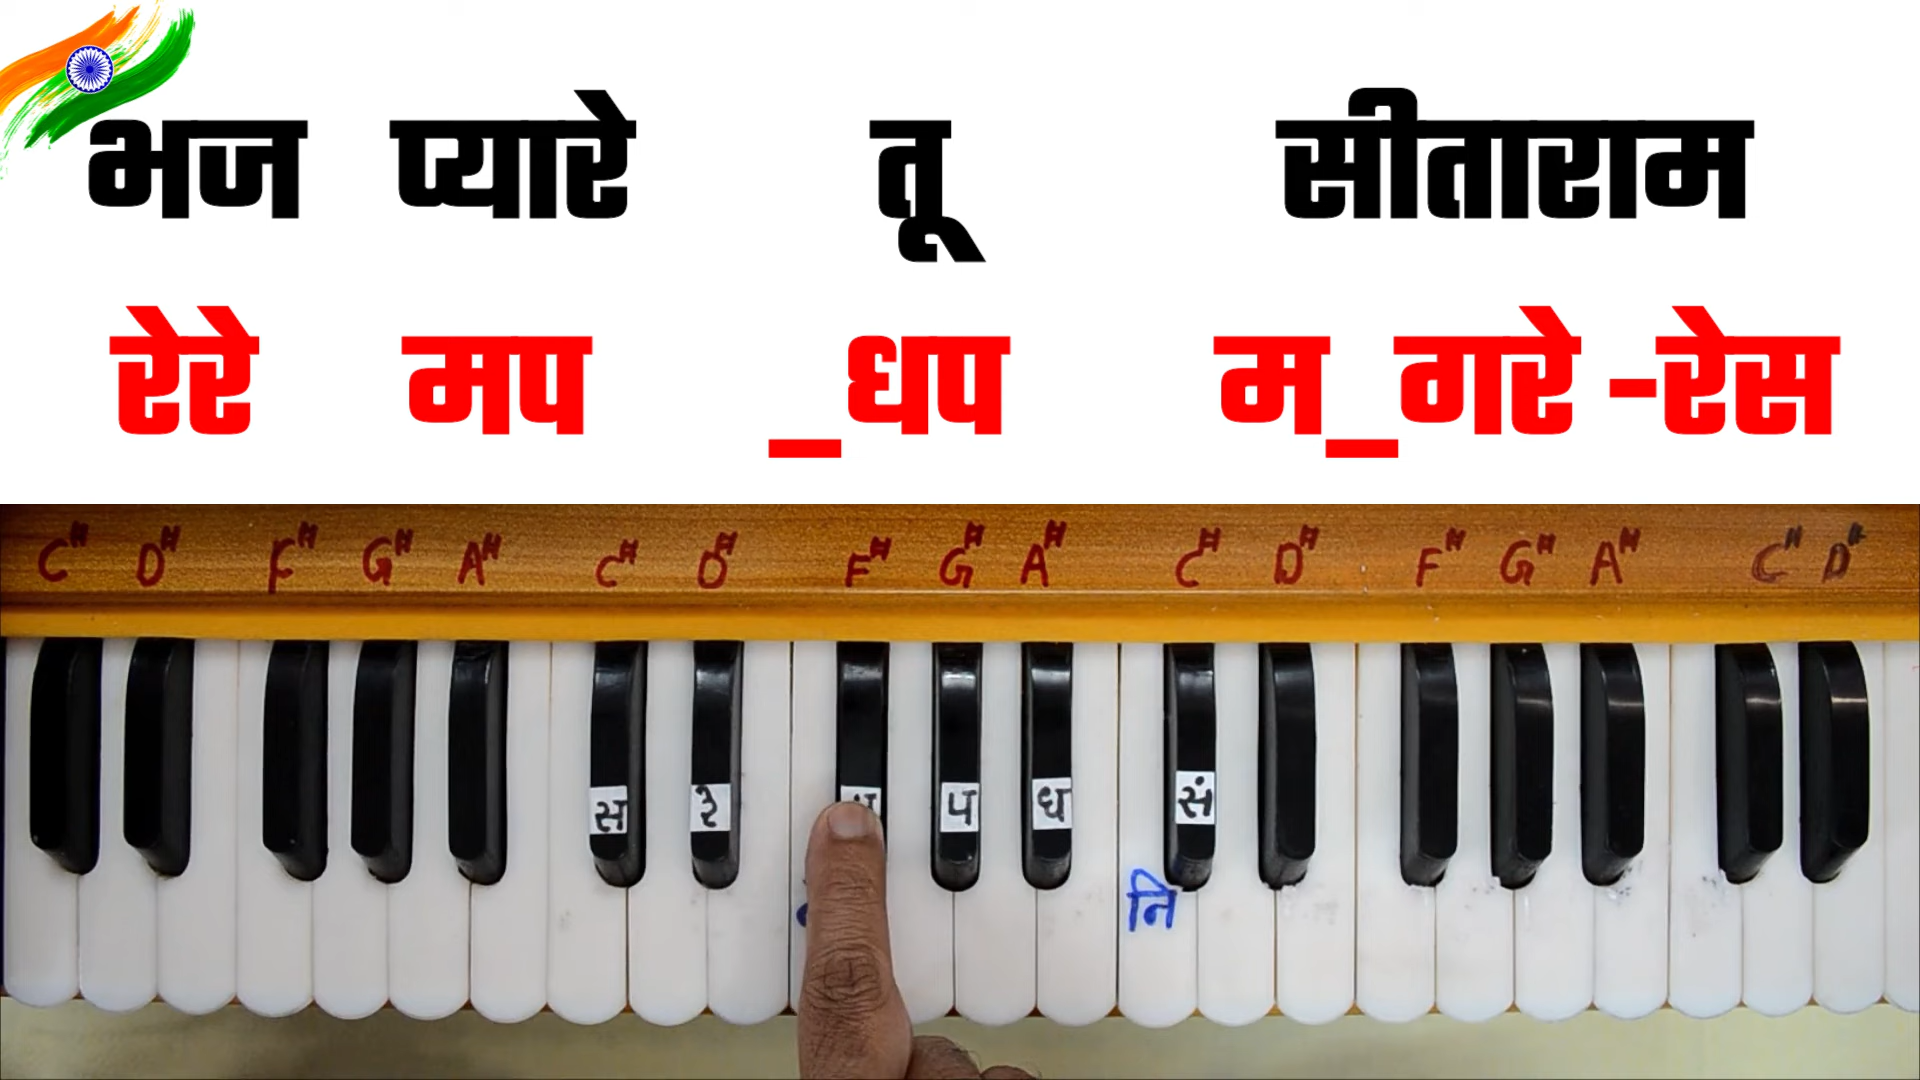 भज प्यारे तू सीताराम
रेरे मप _धप म_गरे -रेस
C# D# F# G# A# C# D# F# G# A# C# D# F# G# A# C# D#
स रे प ध सं
नि